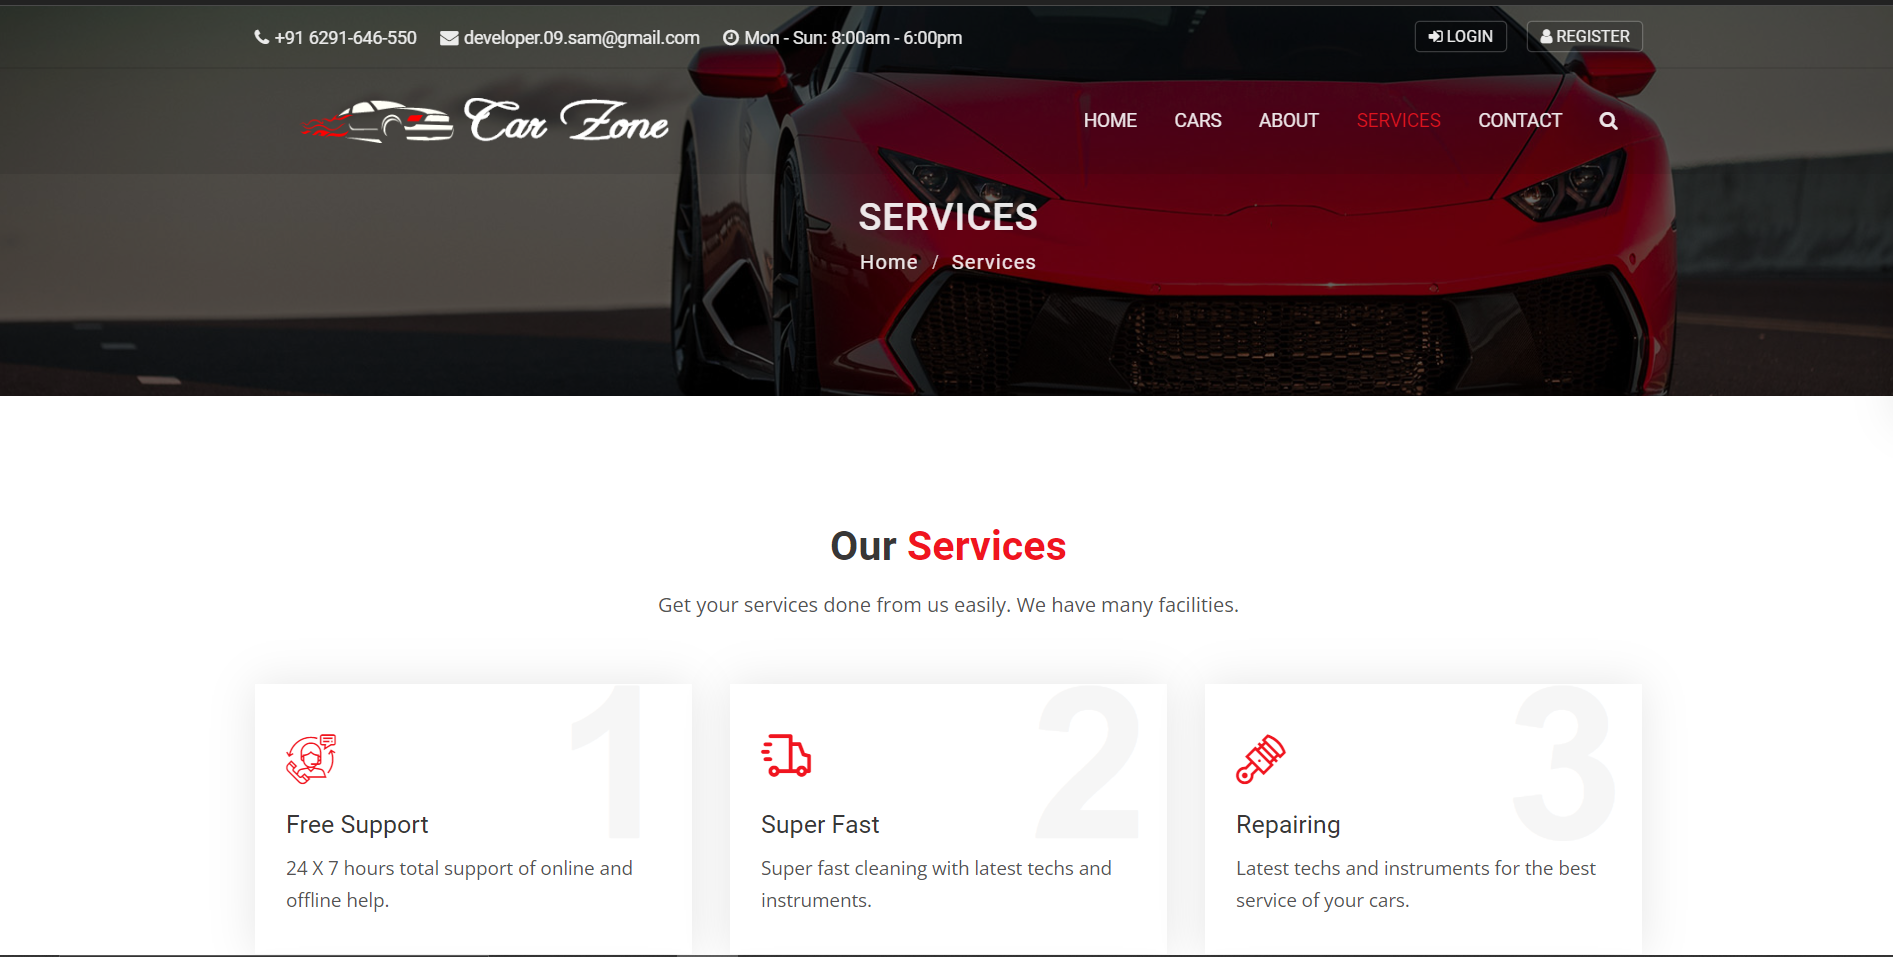 +91 6291-646-550 developer.09.sam@gmail.com Mon - Sun: 8:00am - 6:00pm LOGIN REGISTER
Car Zone HOME CARS ABOUT SERVICES CONTACT
SERVICES
Home / Services
Our Services
Get your services done from us easily. We have many facilities.
1
Free Support
24 X 7 hours total support of online and
offline help.
2
Super Fast
Super fast cleaning with latest techs and
instruments.
3
Repairing
Latest techs and instruments for the best
service of your cars.